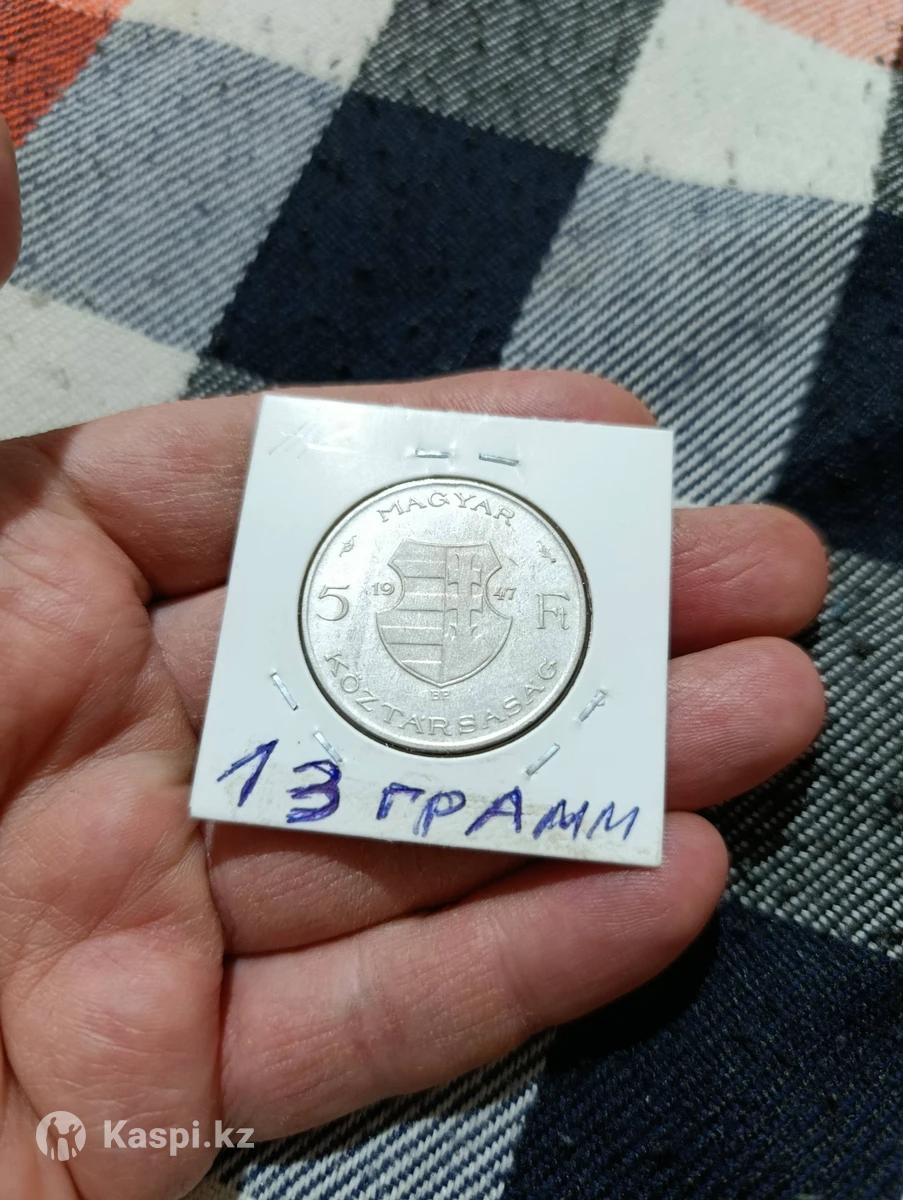 MAGYAR
5 19 47 Ft
BP
KÖZTÁRSASÁG
13 ГРАММ
Kaspi.kz